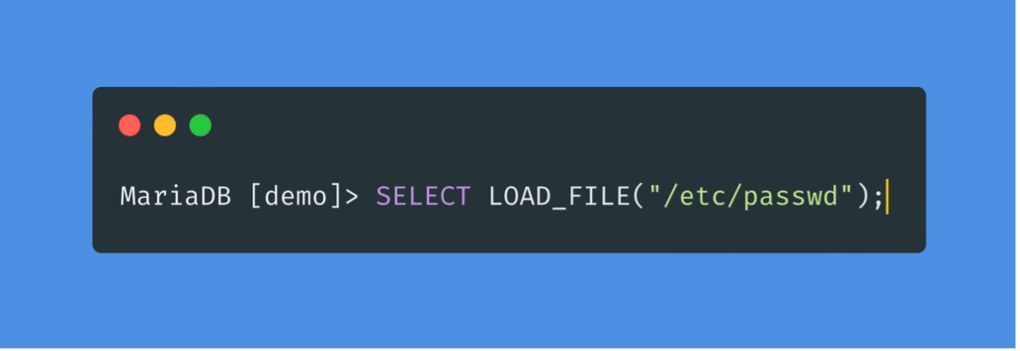 MariaDB [demo]> SELECT LOAD_FILE("/etc/passwd");